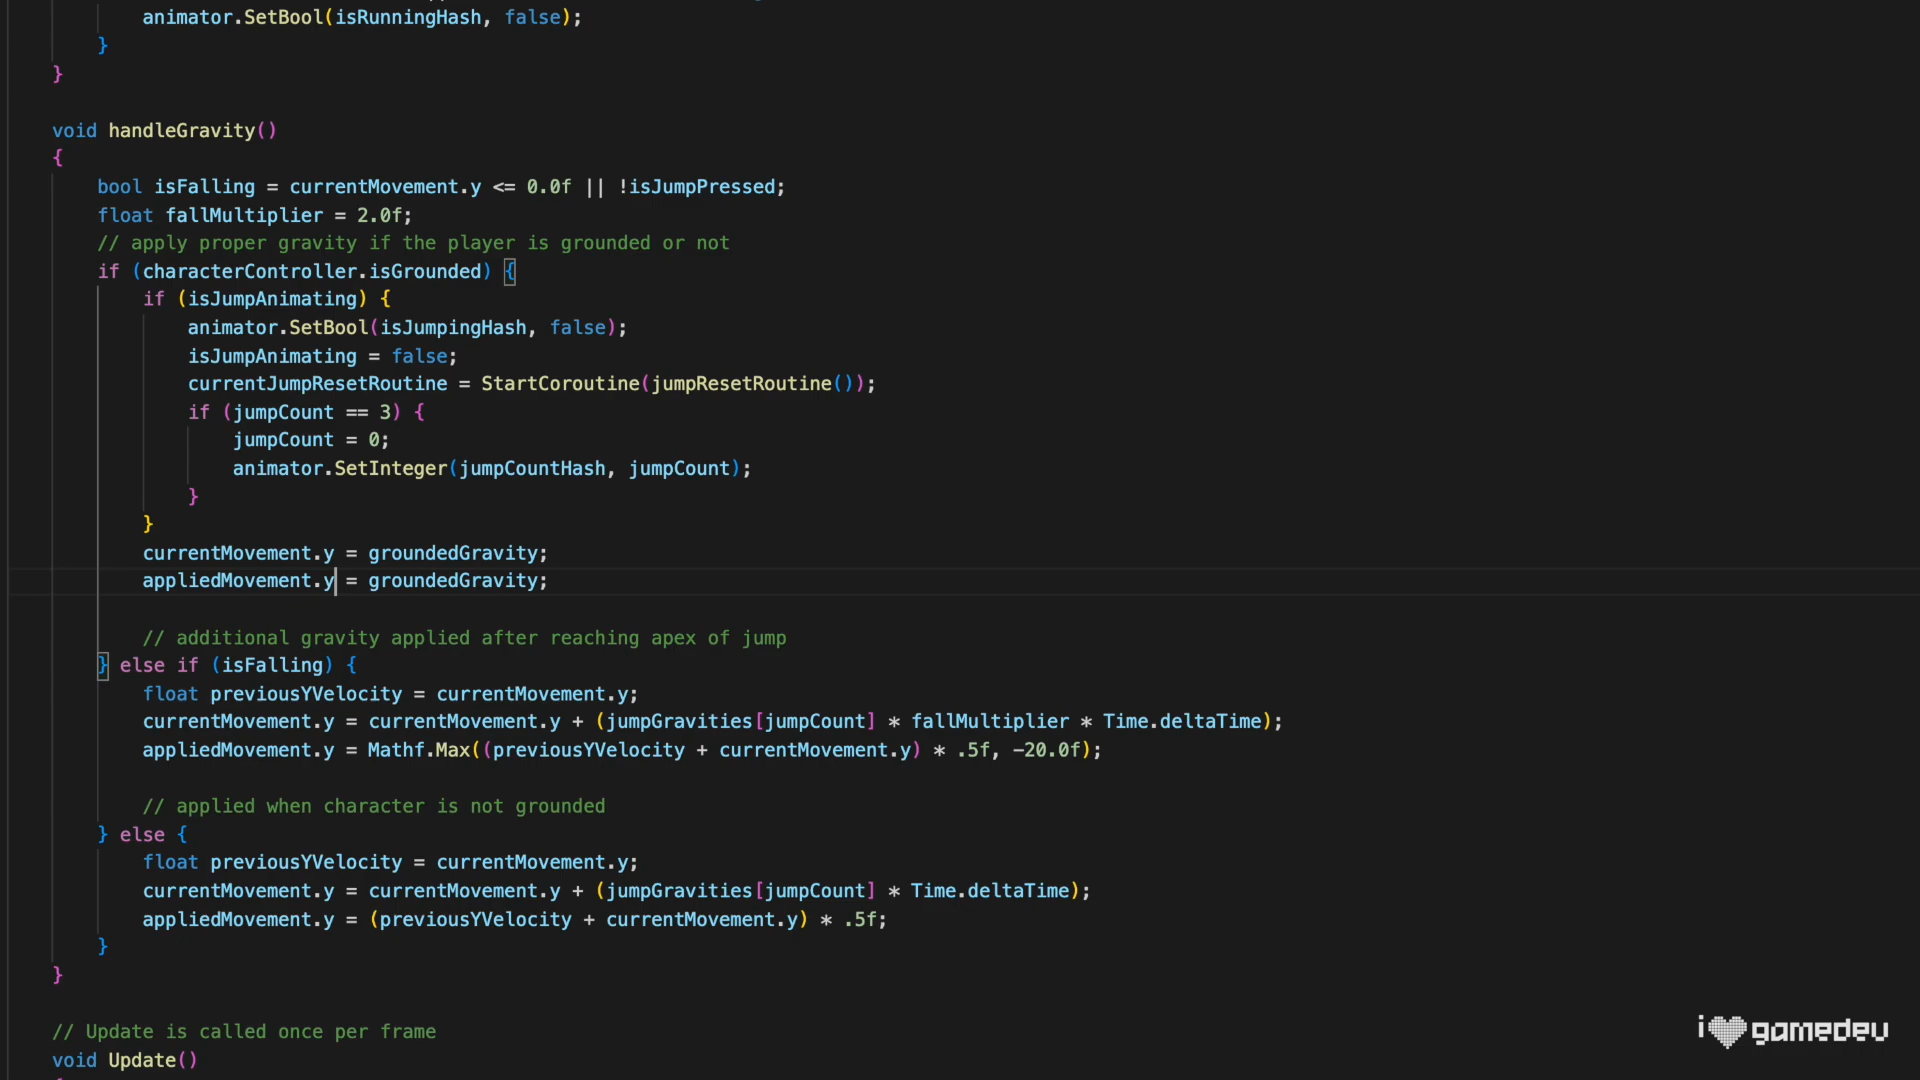 animator.SetBool(isRunningHash, false);
}
}
void handleGravity()
{
bool isFalling = currentMovement.y <= 0.0f || !isJumpPressed;
float fallMultiplier = 2.0f;
// apply proper gravity if the player is grounded or not
if (characterController.isGrounded) {
if (isJumpAnimating) {
animator.SetBool(isJumpingHash, false);
isJumpAnimating = false;
currentJumpResetRoutine = StartCoroutine(jumpResetRoutine());
if (jumpCount == 3) {
jumpCount = 0;
animator.SetInteger(jumpCountHash, jumpCount);
}
}
currentMovement.y = groundedGravity;
appliedMovement.y = groundedGravity;
// additional gravity applied after reaching apex of jump
} else if (isFalling) {
float previousYVelocity = currentMovement.y;
currentMovement.y = currentMovement.y + (jumpGravities[jumpCount] * fallMultiplier * Time.deltaTime);
appliedMovement.y = Mathf.Max((previousYVelocity + currentMovement.y) * .5f, -20.0f);
// applied when character is not grounded
} else {
float previousYVelocity = currentMovement.y;
currentMovement.y = currentMovement.y + (jumpGravities[jumpCount] * Time.deltaTime);
appliedMovement.y = (previousYVelocity + currentMovement.y) * .5f;
}
}
// Update is called once per frame
void Update()
i gamedev